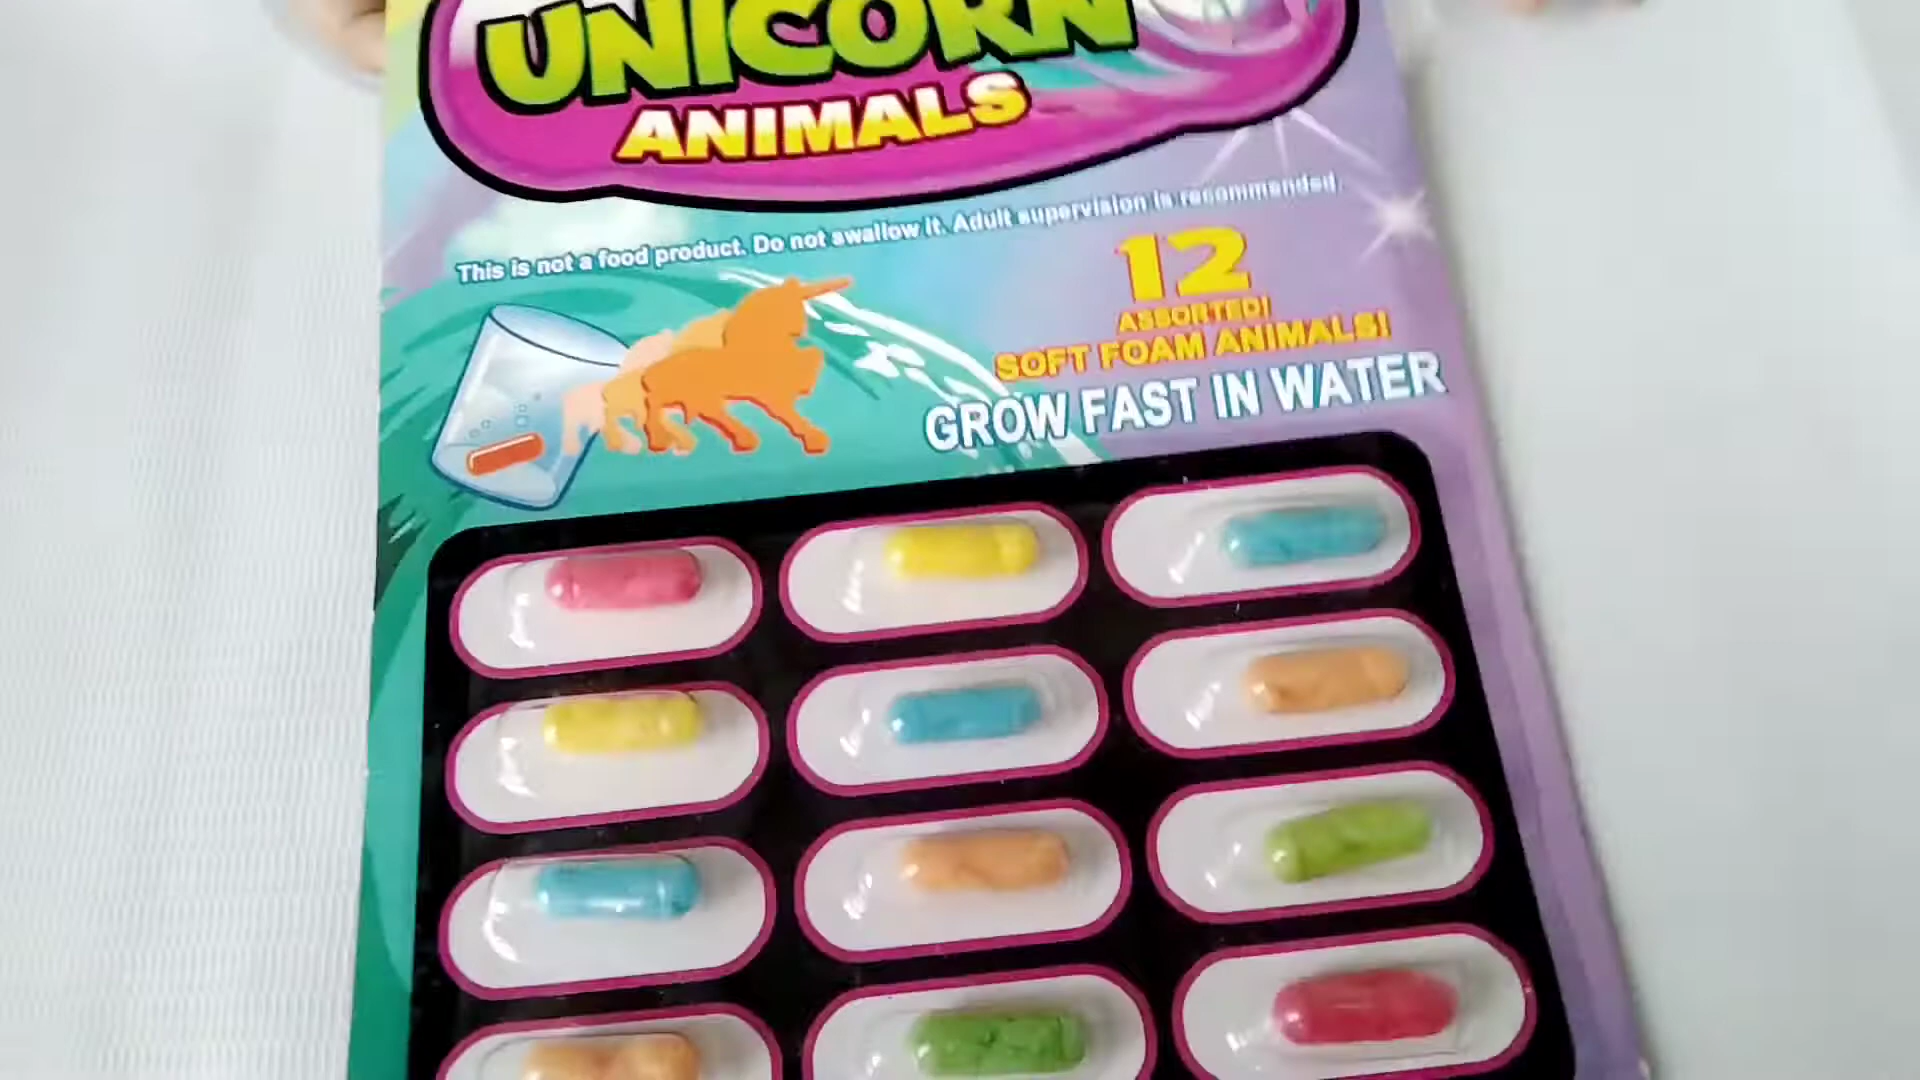 UNICORN
ANIMALS
This is not a food product. Do not swallow it. Adult supervision is recommended.
12
ASSORTED!
SOFT FOAM ANIMALS!
GROW FAST IN WATER